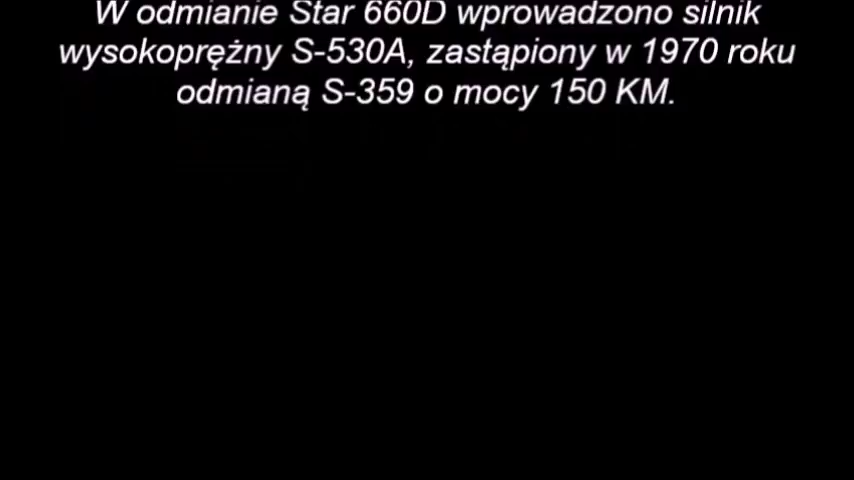 W odmianie Star 660D wprowadzono silnik
wysokoprężny S-530A, zastąpiony w 1970 roku
odmianą S-359 o mocy 150 KM.